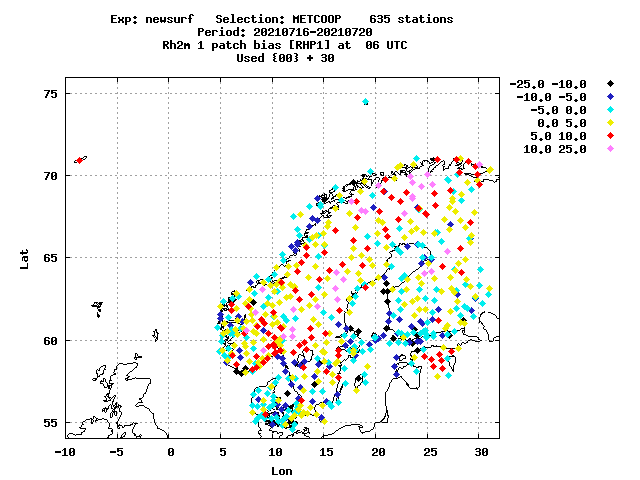 Exp: newsurf   Selection: METCOOP    635 stations
Period: 20210716-20210720
Rh2m 1 patch bias [RHP1] at  06 UTC
Used {00} + 30
-25.0 -10.0
-10.0 -5.0
-5.0 0.0
0.0 5.0
5.0 10.0
10.0 25.0
75
70
65
60
55
Lat
-10 -5 0 5 10 15 20 25 30
Lon